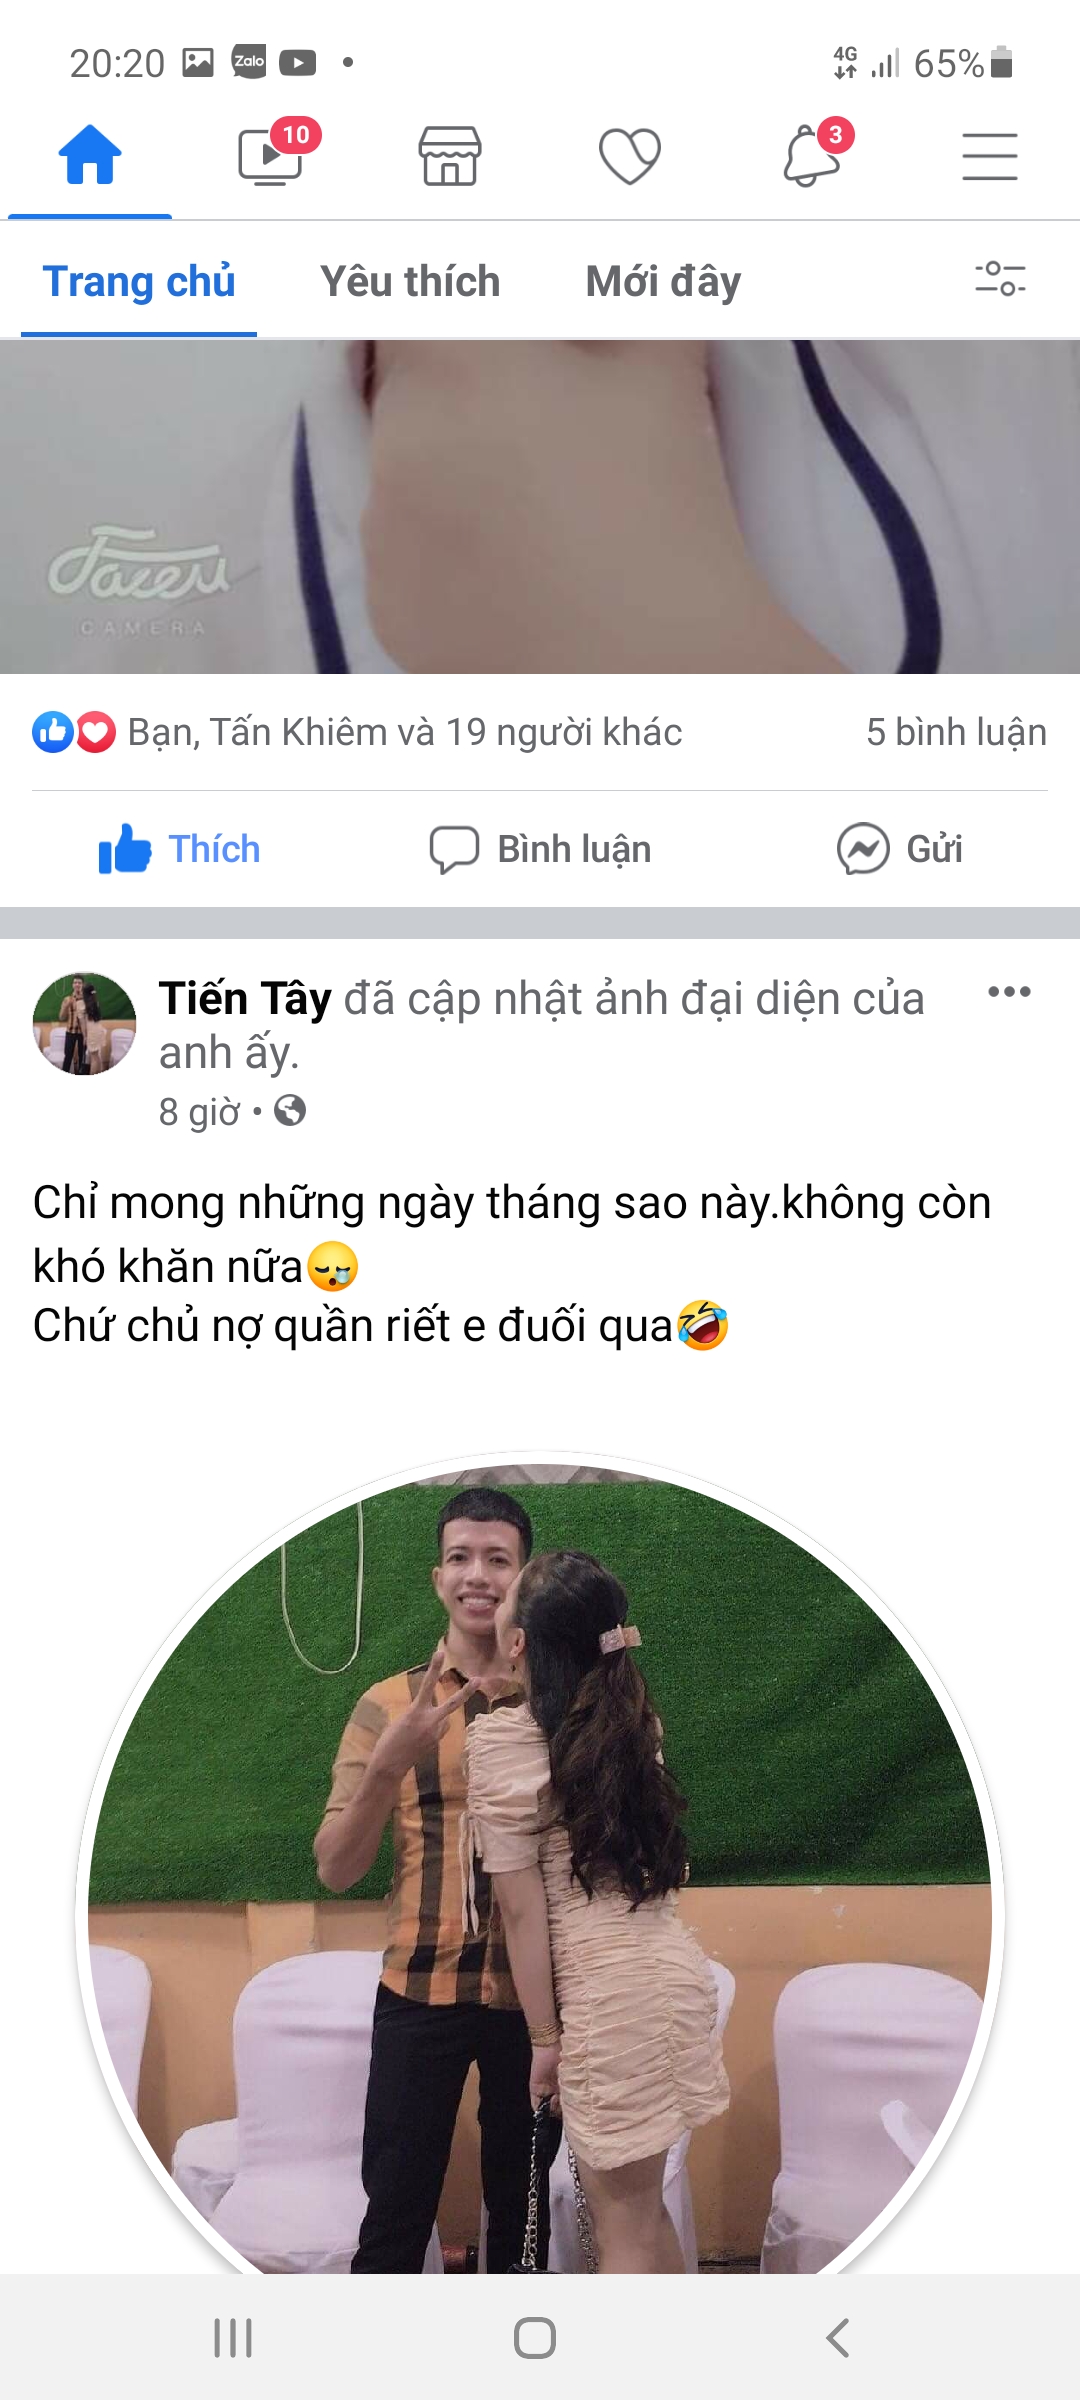 20:20 Zalo 4G 65%
10 3
Trang chủ Yêu thích Mới đây
Faceu
CAMERA
Bạn, Tấn Khiêm và 19 người khác 5 bình luận
Thích Bình luận Gửi
Tiến Tây đã cập nhật ảnh đại diện của
anh ấy.
8 giờ •
Chỉ mong những ngày tháng sao này.không còn
khó khăn nữa😪
Chứ chủ nợ quần riết e đuối qua🤣